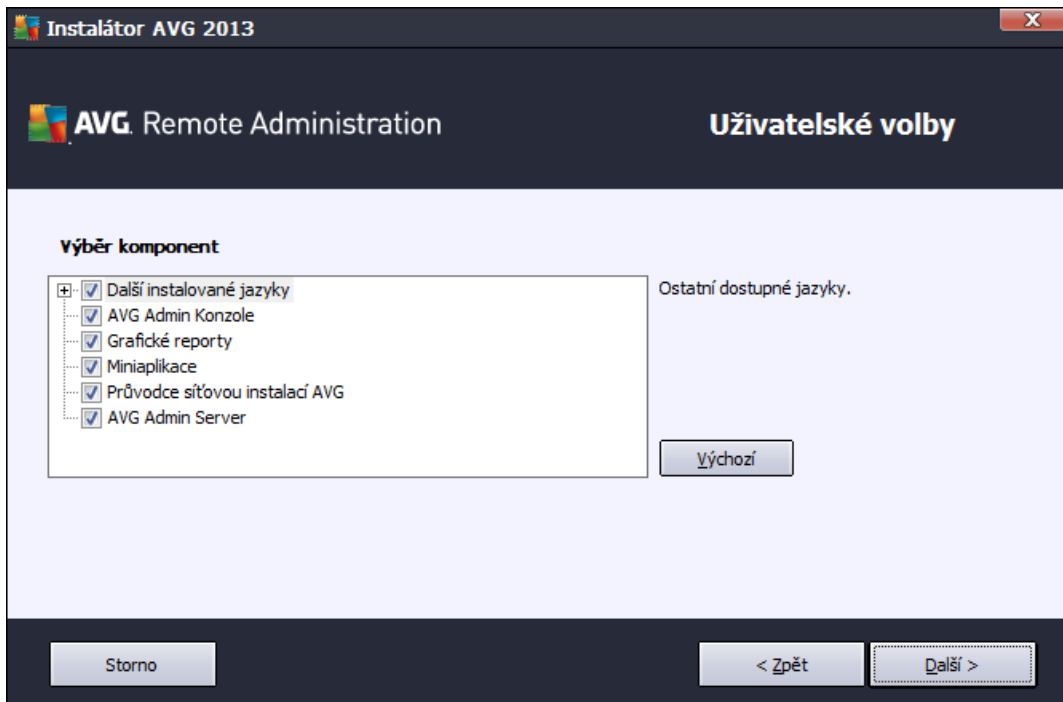 Instalátor AVG 2013
AVG. Remote Administration
Uživatelské volby
Výběr komponent
Další instalované jazyky
AVG Admin Konzole
Grafické reporty
Miniaplikace
Průvodce síťovou instalací AVG
AVG Admin Server
Ostatní dostupné jazyky.
Výchozí
Storno
< Zpět
Další >